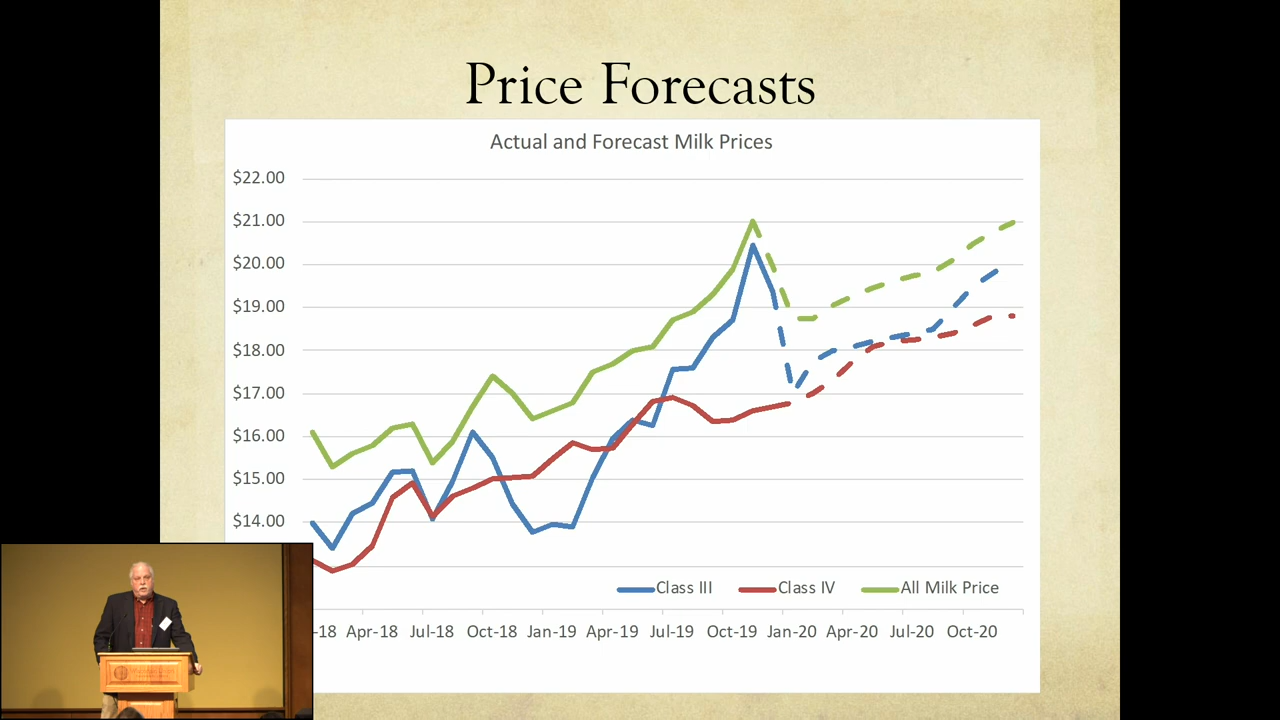 Price Forecasts
Actual and Forecast Milk Prices
$22.00
$21.00
$20.00
$19.00
$18.00
$17.00
$16.00
$15.00
$14.00
Class III Class IV All Milk Price
-18 Apr-18 Jul-18 Oct-18 Jan-19 Apr-19 Jul-19 Oct-19 Jan-20 Apr-20 Jul-20 Oct-20